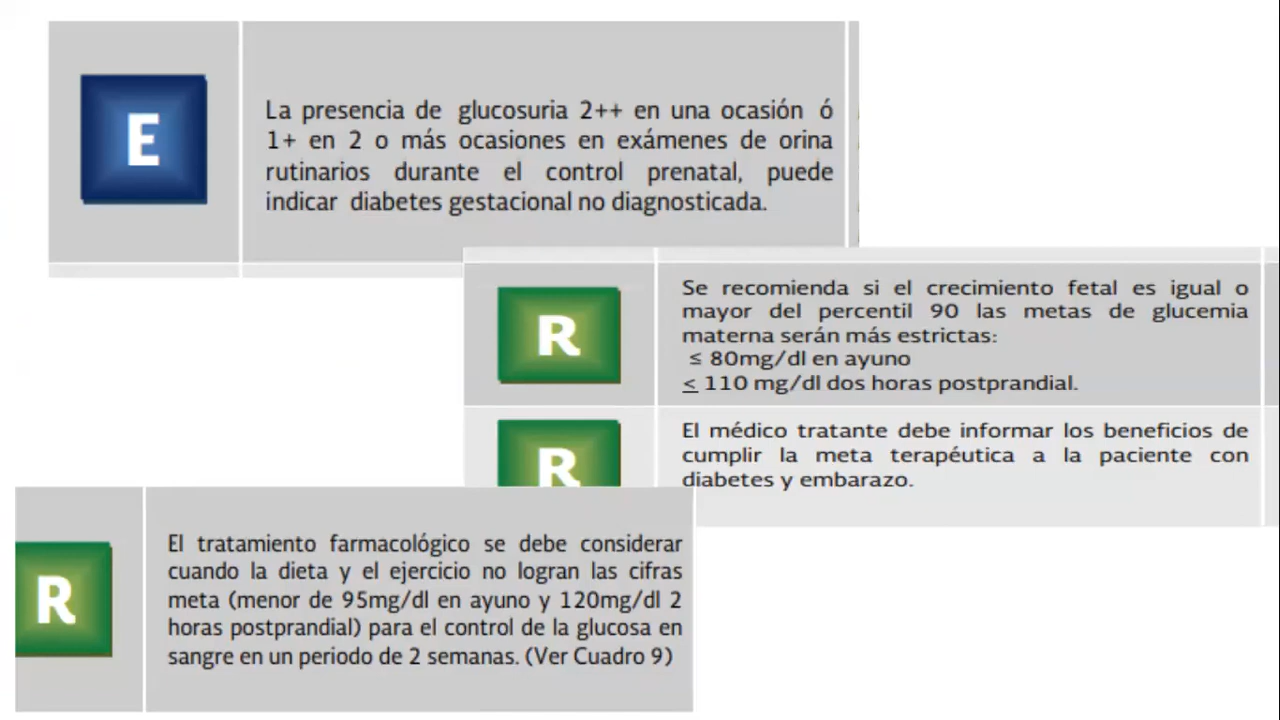 E
La presencia de glucosuria 2++ en una ocasión ó
1+ en 2 o más ocasiones en exámenes de orina
rutinarios durante el control prenatal, puede
indicar diabetes gestacional no diagnosticada.
R
Se recomienda si el crecimiento fetal es igual o
mayor del percentil 90 las metas de glucemia
materna serán más estrictas:
≤ 80mg/dl en ayuno
≤ 110 mg/dl dos horas postprandial.
R
El médico tratante debe informar los beneficios de
cumplir la meta terapéutica a la paciente con
diabetes y embarazo.
R
El tratamiento farmacológico se debe considerar
cuando la dieta y el ejercicio no logran las cifras
meta (menor de 95mg/dl en ayuno y 120mg/dl 2
horas postprandial) para el control de la glucosa en
sangre en un periodo de 2 semanas. (Ver Cuadro 9)